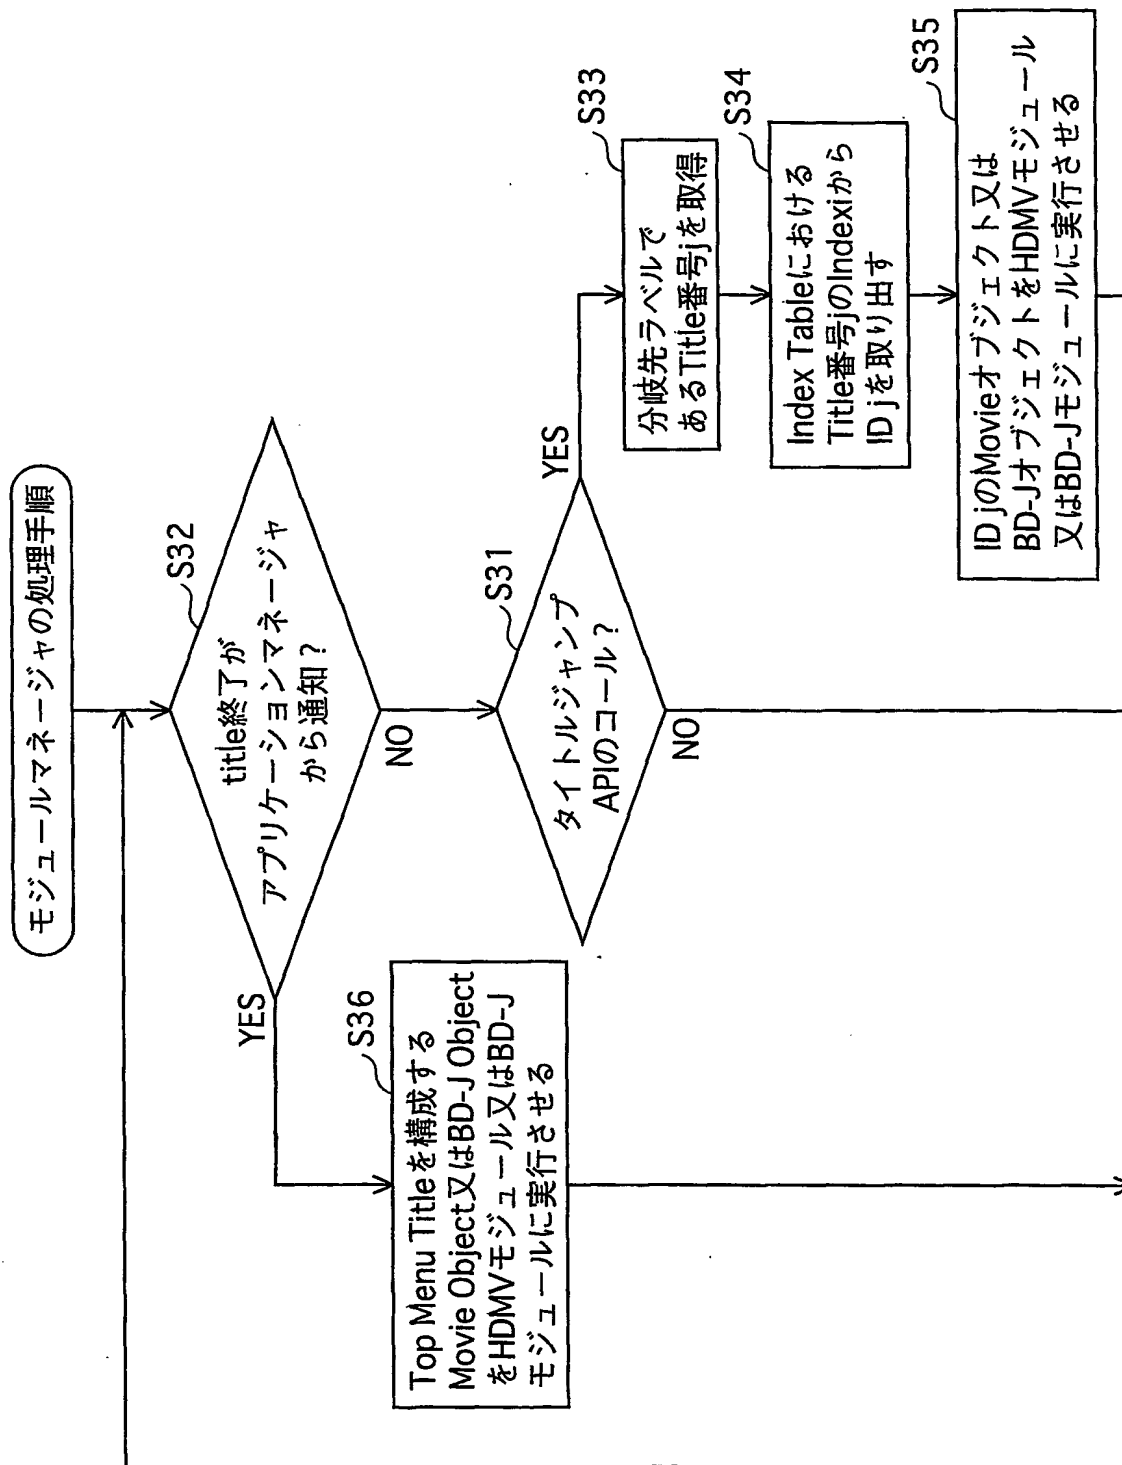 モジュールマネージャの処理手順
S32
title終了が
アプリケーションマネージャ
から通知？
YES
NO
S36
Top Menu Titleを構成する
Movie Object又はBD-J Object
をHDMVモジュール又はBD-J
モジュールに実行させる
S31
タイトルジャンプ
APIのコール？
YES
NO
S33
分岐先ラベルで
あるTitle番号jを取得
S34
Index Tableにおける
Title番号jのIndexiから
ID jを取り出す
S35
ID jのMovieオブジェクト又は
BD-JオブジェクトをHDMVモジュール
又はBD-Jモジュールに実行させる